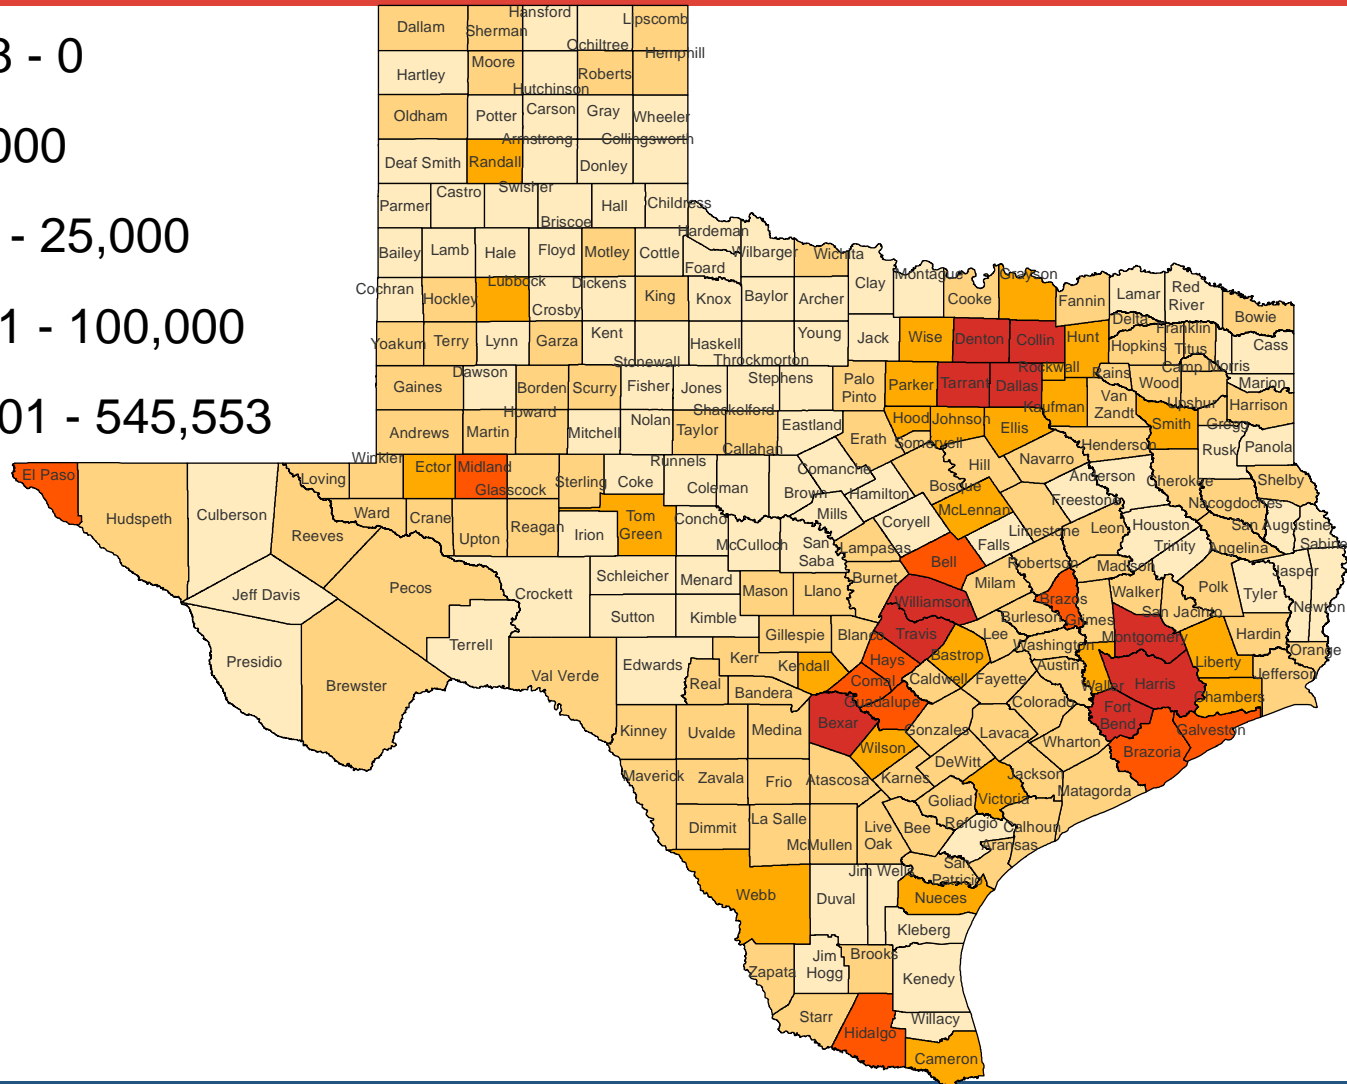 3 - 0
000
- 25,000
1 - 100,000
01 - 545,553
Hansford
Lipscomb
Dallam
Sherman
Ochiltree
Hemphill
Hartley
Moore
Roberts
Hutchinson
Oldham
Potter
Carson
Gray
Wheeler
Armstrong
Collingsworth
Deaf Smith
Randall
Donley
Parmer
Castro
Swisher
Briscoe
Hall
Childress
Hardeman
Bailey
Lamb
Hale
Floyd
Motley
Cottle
Foard
Wilbarger
Wichita
Clay
Montague
Grayson
Cochran
Hockley
Lubbock
Crosby
Dickens
King
Knox
Baylor
Archer
Cooke
Fannin
Lamar
Red
River
Bowie
Delta
Franklin
Yoakum
Terry
Lynn
Garza
Kent
Stonewall
Haskell
Throckmorton
Young
Jack
Wise
Denton
Collin
Hunt
Hopkins
Titus
Cass
Camp
Morris
Rockwall
Rains
Gaines
Dawson
Borden
Scurry
Fisher
Jones
Shackelford
Stephens
Palo
Pinto
Parker
Tarrant
Dallas
Kaufman
Van
Zandt
Wood
Upshur
Marion
Harrison
Gregg
Andrews
Martin
Howard
Mitchell
Nolan
Taylor
Callahan
Eastland
Erath
Hood
Johnson
Somervell
Ellis
Henderson
Smith
Rusk
Panola
El Paso
Hudspeth
Culberson
Loving
Winkler
Ector
Midland
Glasscock
Sterling
Coke
Runnels
Coleman
Brown
Comanche
Hamilton
Bosque
Hill
Navarro
Anderson
Cherokee
Nacogdoches
Shelby
Reeves
Ward
Crane
Upton
Reagan
Irion
Tom
Green
Concho
McCulloch
San
Saba
Mills
Lampasas
Coryell
McLennan
Limestone
Freestone
Leon
Houston
Trinity
Angelina
San Augustine
Sabine
Jeff Davis
Pecos
Crockett
Schleicher
Menard
Mason
Llano
Burnet
Bell
Falls
Milam
Robertson
Brazos
Madison
Walker
Polk
Tyler
Jasper
Newton
Presidio
Brewster
Terrell
Sutton
Kimble
Gillespie
Blanco
Williamson
Travis
Hays
Bastrop
Lee
Burleson
Washington
Grimes
Montgomery
San Jacinto
Liberty
Hardin
Orange
Jefferson
Chambers
Val Verde
Edwards
Real
Kerr
Kendall
Bandera
Comal
Guadalupe
Caldwell
Fayette
Austin
Waller
Harris
Kinney
Uvalde
Medina
Bexar
Wilson
Gonzales
Lavaca
Colorado
Wharton
Fort
Bend
Brazoria
Galveston
Maverick
Zavala
Frio
Atascosa
Karnes
DeWitt
Jackson
Matagorda
Dimmit
La Salle
McMullen
Live
Oak
Bee
Goliad
Victoria
Refugio
Calhoun
Aransas
San
Patricio
Webb
Duval
Jim Wells
Nueces
Kleberg
Zapata
Jim
Hogg
Brooks
Kenedy
Starr
Hidalgo
Willacy
Cameron